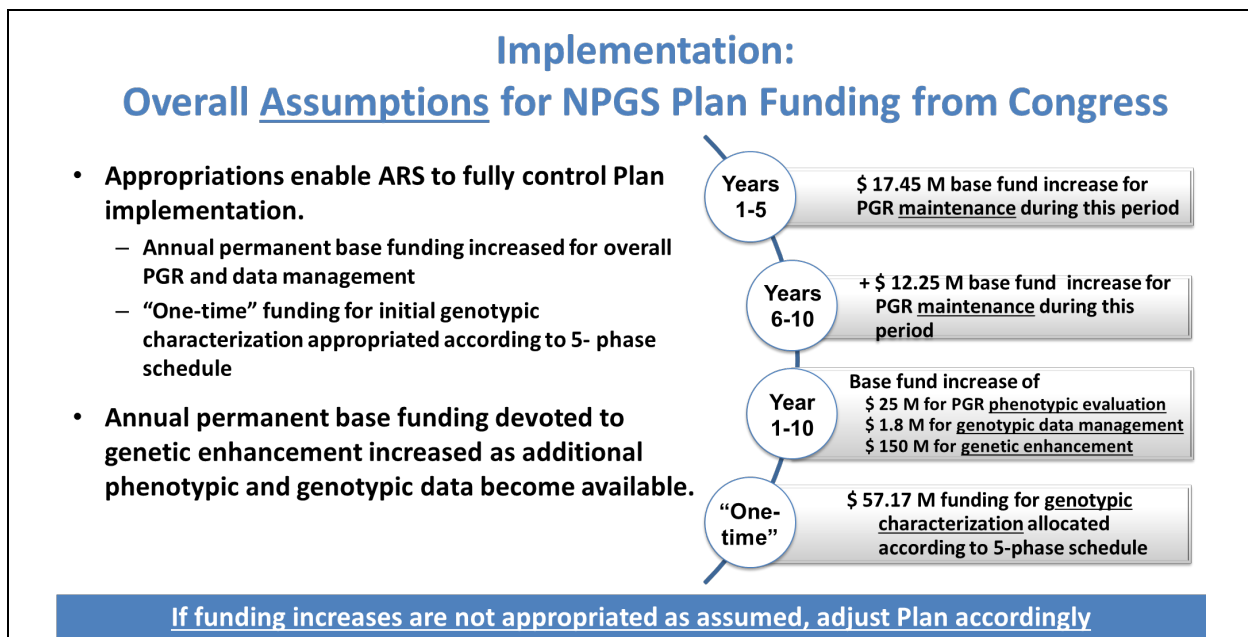 Implementation:
Overall Assumptions for NPGS Plan Funding from Congress
• Appropriations enable ARS to fully control Plan
implementation.
– Annual permanent base funding increased for overall
PGR and data management
– “One-time” funding for initial genotypic
characterization appropriated according to 5- phase
schedule
• Annual permanent base funding devoted to
genetic enhancement increased as additional
phenotypic and genotypic data become available.
Years
1-5
$ 17.45 M base fund increase for
PGR maintenance during this period
Years
6-10
+ $ 12.25 M base fund increase for
PGR maintenance during this
period
Year
1-10
Base fund increase of
$ 25 M for PGR phenotypic evaluation
$ 1.8 M for genotypic data management
$ 150 M for genetic enhancement
“One-
time”
$ 57.17 M funding for genotypic
characterization allocated
according to 5-phase schedule
If funding increases are not appropriated as assumed, adjust Plan accordingly